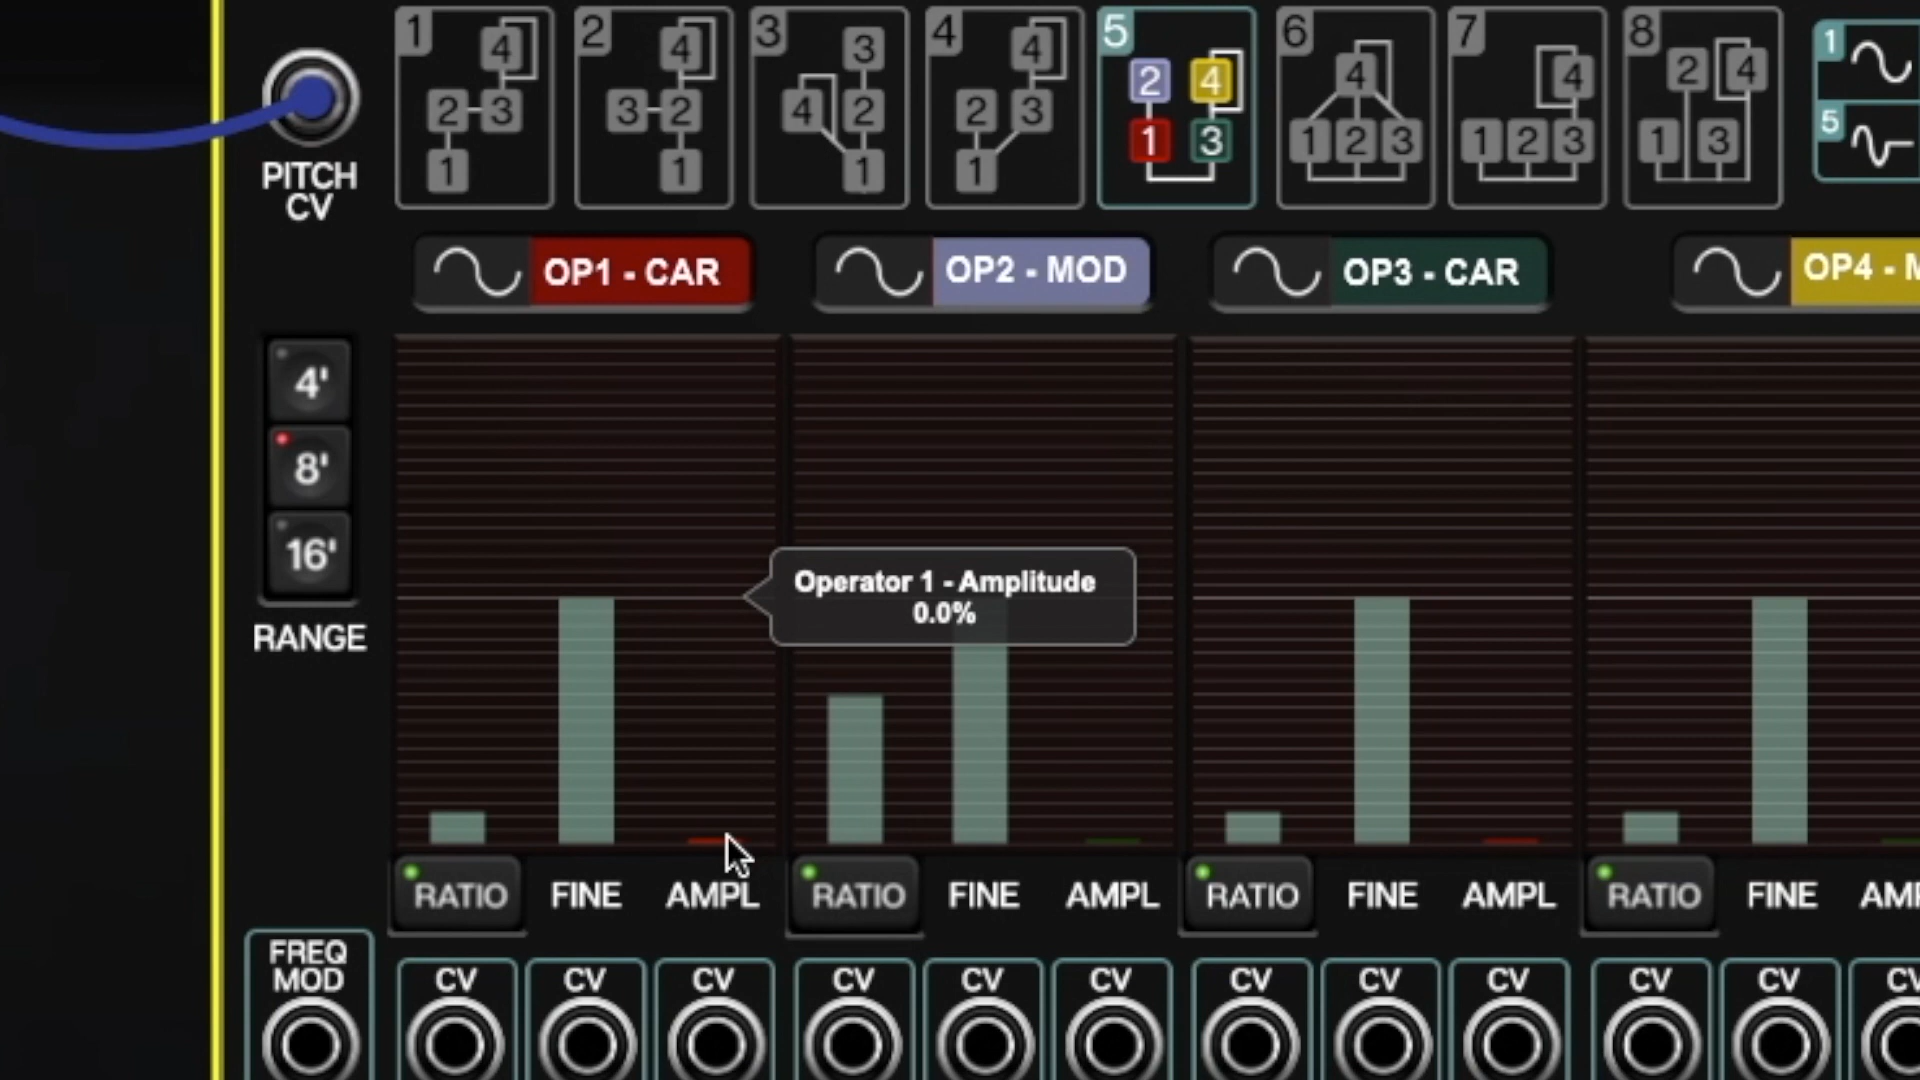 1 2 3 4 5 6 7 8
4 4 3 4 2 4 4 4 2 4
2 3 3 2 4 2 2 3 1 3 1 2 3 1 2 3 1 3
1 1 1 1
1
5
PITCH
CV
OP1 - CAR
OP2 - MOD
OP3 - CAR
OP4 - M
4'
8'
16'
RANGE
Operator 1 - Amplitude
0.0%
RATIO FINE AMPL
RATIO FINE AMPL
RATIO FINE AMPL
RATIO FINE AMP
FREQ
MOD
CV CV CV CV CV CV CV CV CV CV CV CV